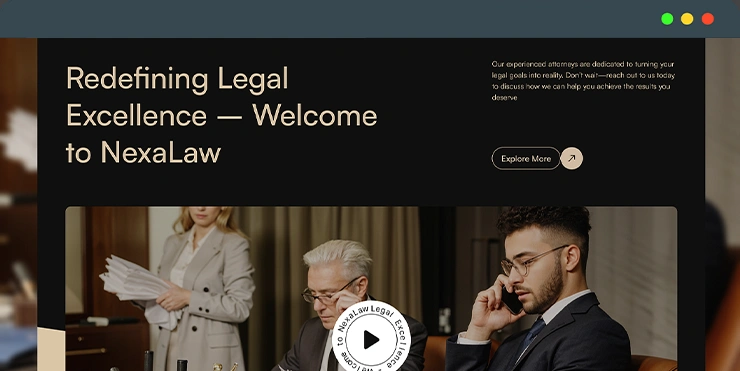 Redefining Legal
Excellence — Welcome
to NexaLaw
Our experienced attorneys are dedicated to turning your
legal goals into reality. Don't wait—reach out to us today
to discuss how we can help you achieve the results you
deserve
Explore More
to NexaLaw Legal Excellence • Welcome